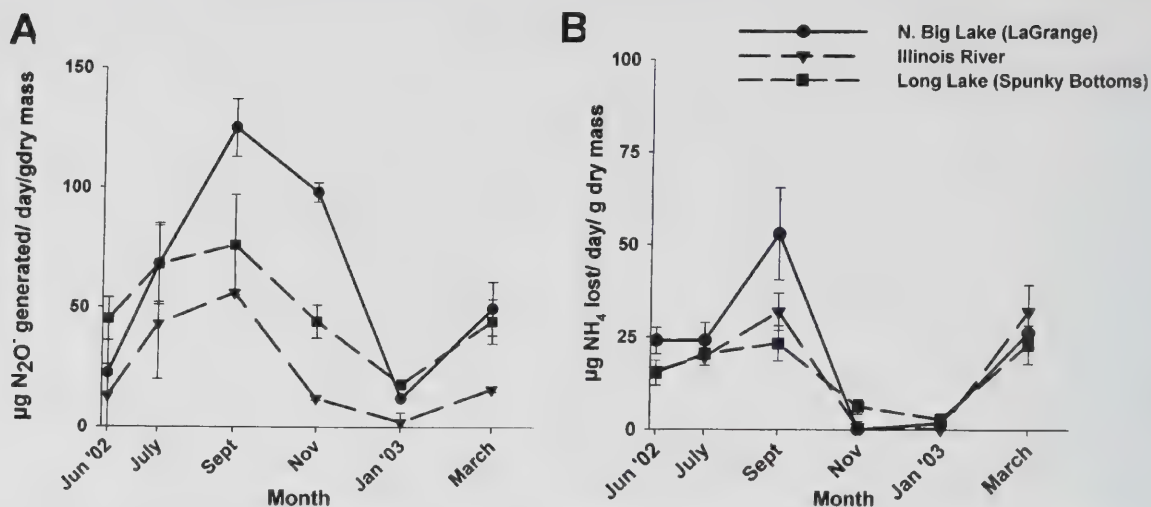 A
µg N2O- generated/ day/gdry mass
150
100
50
0
Jun '02
July
Sept
Nov
Jan '03
March
Month
B
N. Big Lake (LaGrange)
Illinois River
Long Lake (Spunky Bottoms)
µg NH4 lost/ day/ g dry mass
100
75
50
25
0
Jun '02
July
Sept
Nov
Jan '03
March
Month